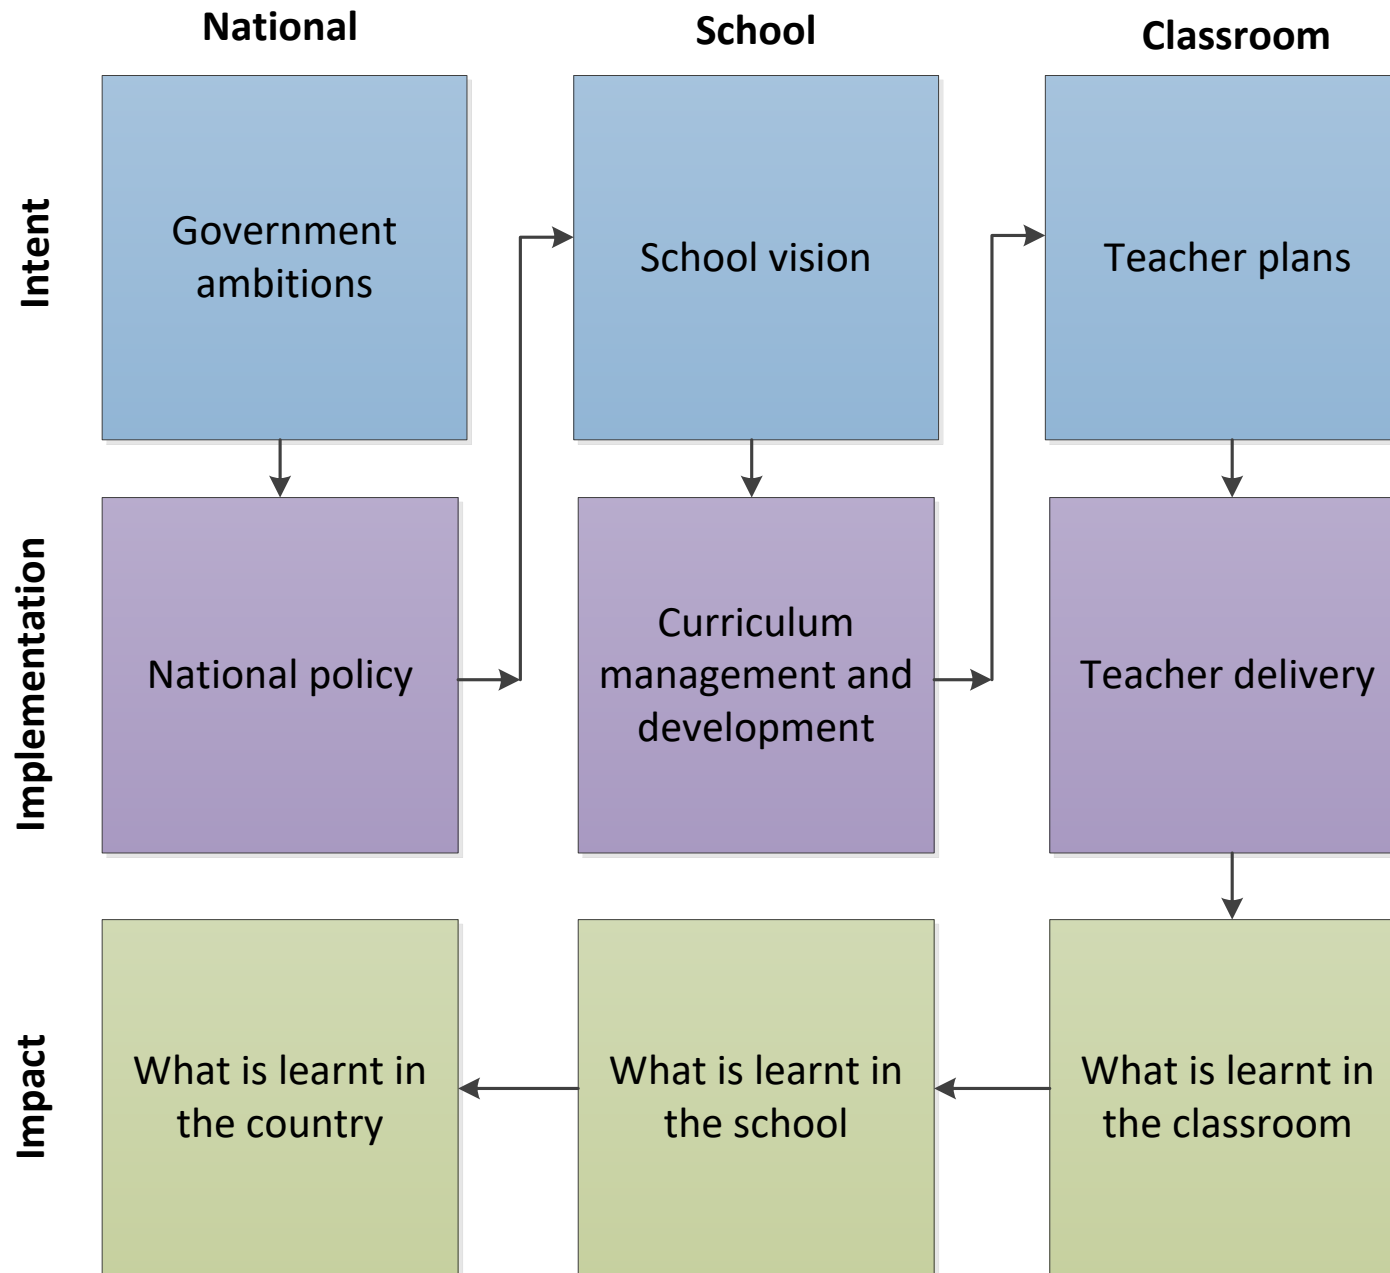 National
School
Classroom
Intent
Government
ambitions
School vision
Teacher plans
Implementation
National policy
Curriculum
management and
development
Teacher delivery
Impact
What is learnt in
the country
What is learnt in
the school
What is learnt in
the classroom